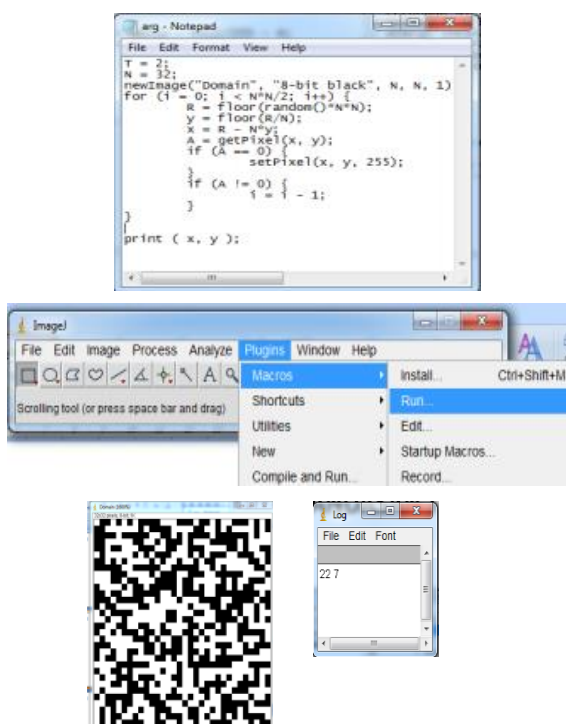 arg - Notepad
File Edit Format View Help
T = 2;
N = 32;
newImage("Domain", "8-bit black", N, N, 1)
for (i = 0; i < N*N/2; i++) {
R = floor(random()*N*N);
y = floor(R/N);
x = R - N*y;
A = getPixel(x, y);
if (A == 0) {
setPixel(x, y, 255);
}
if (A != 0) {
i = i - 1;
}
}
print ( x, y );
ImageJ
File Edit Image Process Analyze Plugins Window Help
Scrolling tool (or press space bar and drag)
Macros
Shortcuts
Utilities
New
Compile and Run...
Install... Ctrl+Shift+M
Run...
Edit...
Startup Macros...
Record...
Log
File Edit Font
22 7